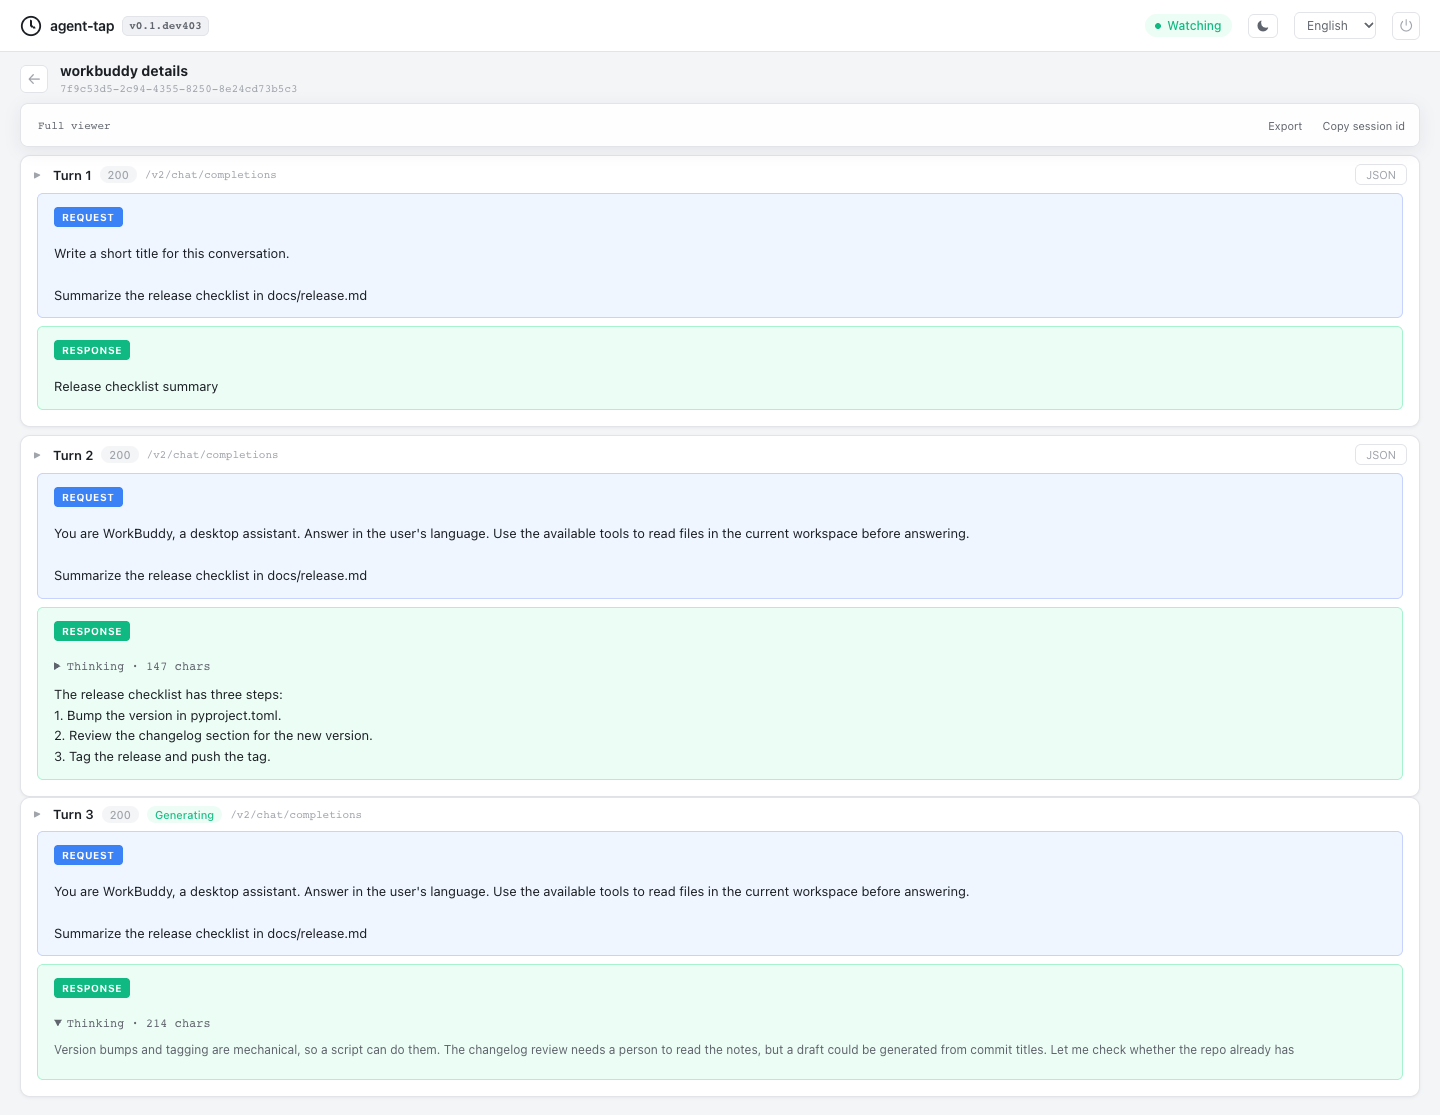 agent-tap v0.1.dev403 Watching English
workbuddy details
7f9c53d5-2c94-4355-8250-8e24cd73b5c3
Full viewer Export Copy session id
Turn 1 200 /v2/chat/completions JSON
REQUEST
Write a short title for this conversation.
Summarize the release checklist in docs/release.md
RESPONSE
Release checklist summary
Turn 2 200 /v2/chat/completions JSON
REQUEST
You are WorkBuddy, a desktop assistant. Answer in the user's language. Use the available tools to read files in the current workspace before answering.
Summarize the release checklist in docs/release.md
RESPONSE
Thinking · 147 chars
The release checklist has three steps:
1. Bump the version in pyproject.toml.
2. Review the changelog section for the new version.
3. Tag the release and push the tag.
Turn 3 200 Generating /v2/chat/completions
REQUEST
You are WorkBuddy, a desktop assistant. Answer in the user's language. Use the available tools to read files in the current workspace before answering.
Summarize the release checklist in docs/release.md
RESPONSE
Thinking · 214 chars
Version bumps and tagging are mechanical, so a script can do them. The changelog review needs a person to read the notes, but a draft could be generated from commit titles. Let me check whether the repo already has